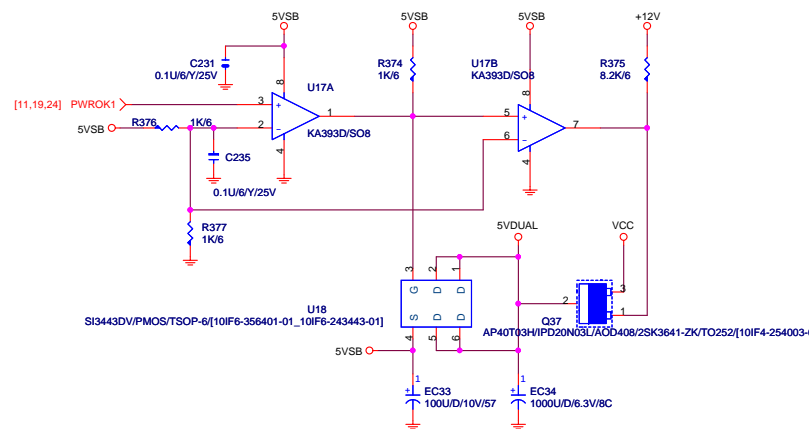 5VSB
5VSB
5VSB
+12V
C231
0.1U/6/Y/25V
8
U17A
R374
1K/6
U17B
KA393D/SO8
8
R375
8.2K/6
[11,19,24] PWROK1
3
+
1
5
+
7
5VSB
R376
1K/6
2
-
KA393D/SO8
6
-
4
4
C235
0.1U/6/Y/25V
R377
1K/6
5VDUAL
VCC
3
2
1
G
D
D
S
D
D
4
5
6
U18
SI3443DV/PMOS/TSOP-6/[10IF6-356401-01_10IF6-243443-01]
2
3
1
Q37
AP40T03H/IPD20N03L/AOD408/2SK3641-ZK/TO252/[10IF4-254003-
5VSB
1
EC33
100U/D/10V/57
1
EC34
1000U/D/6.3V/8C